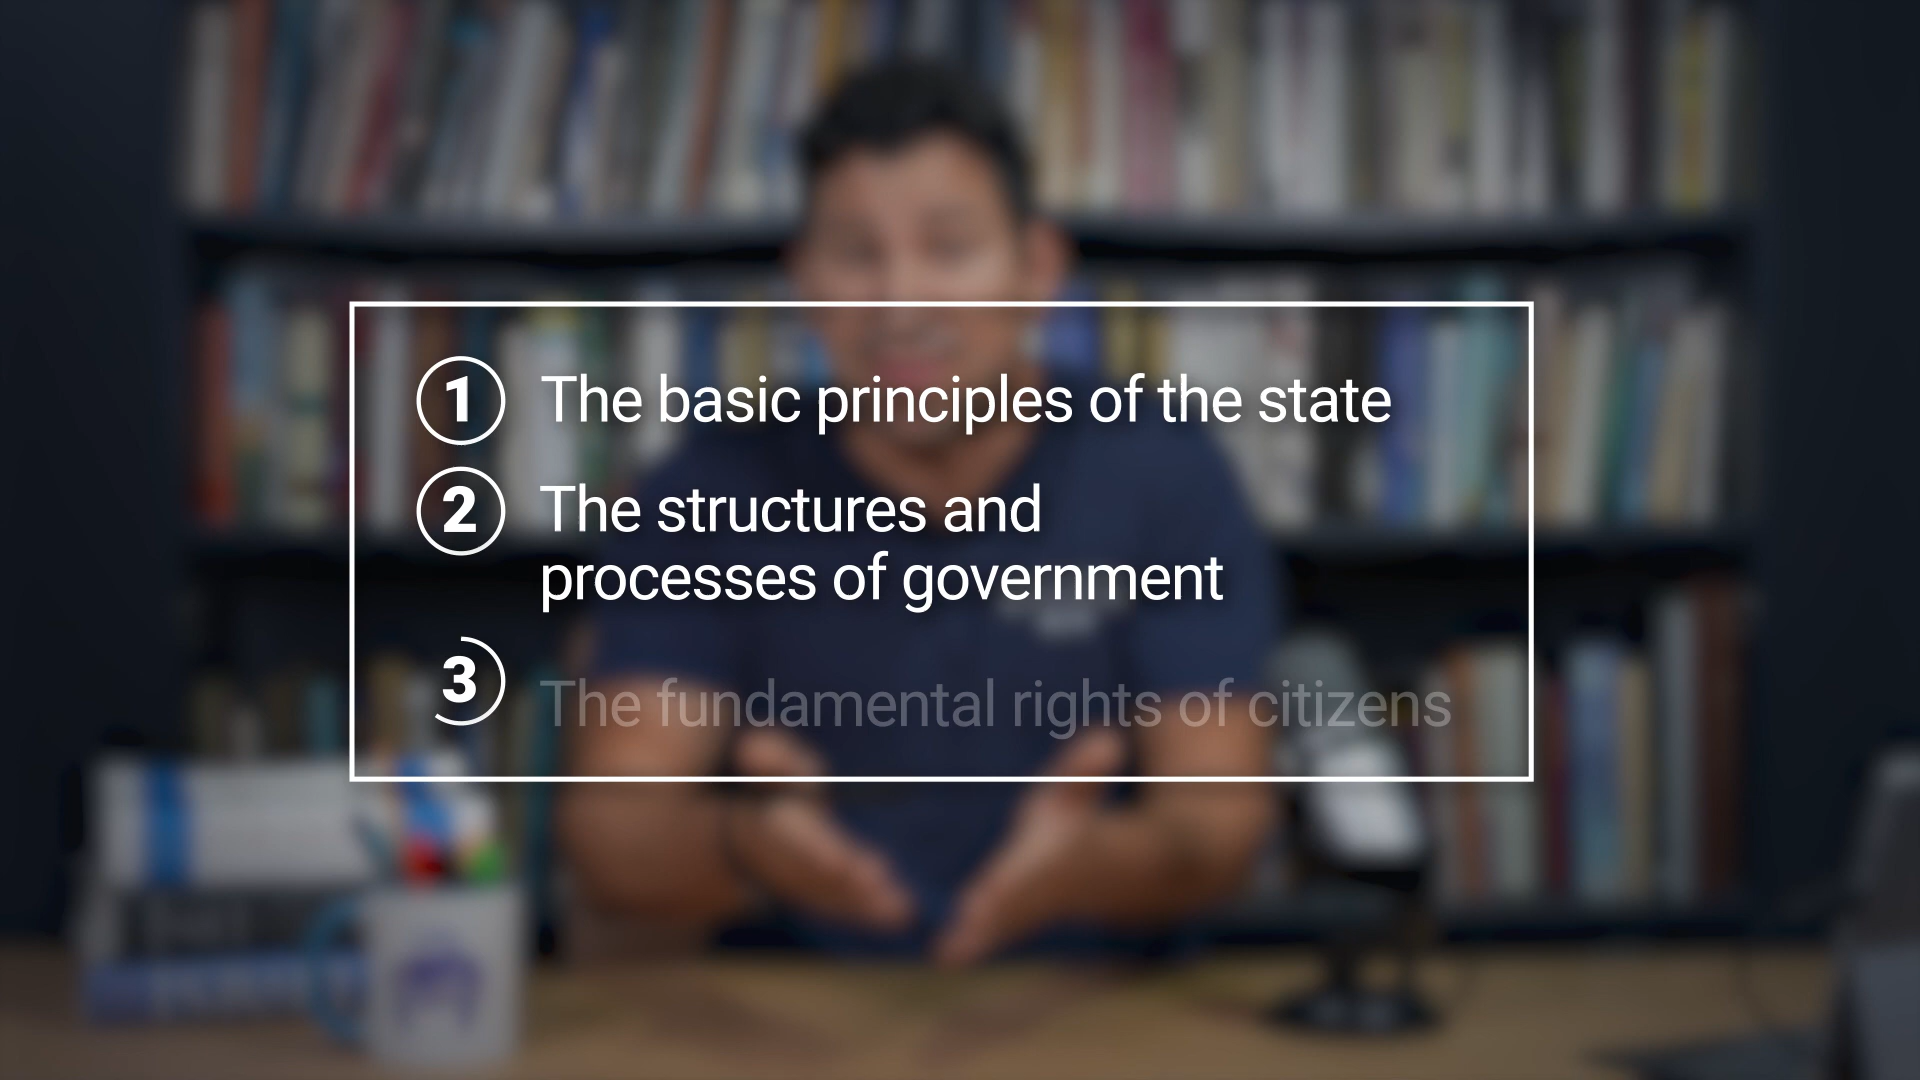 1 The basic principles of the state
2 The structures and
processes of government
3 The fundamental rights of citizens